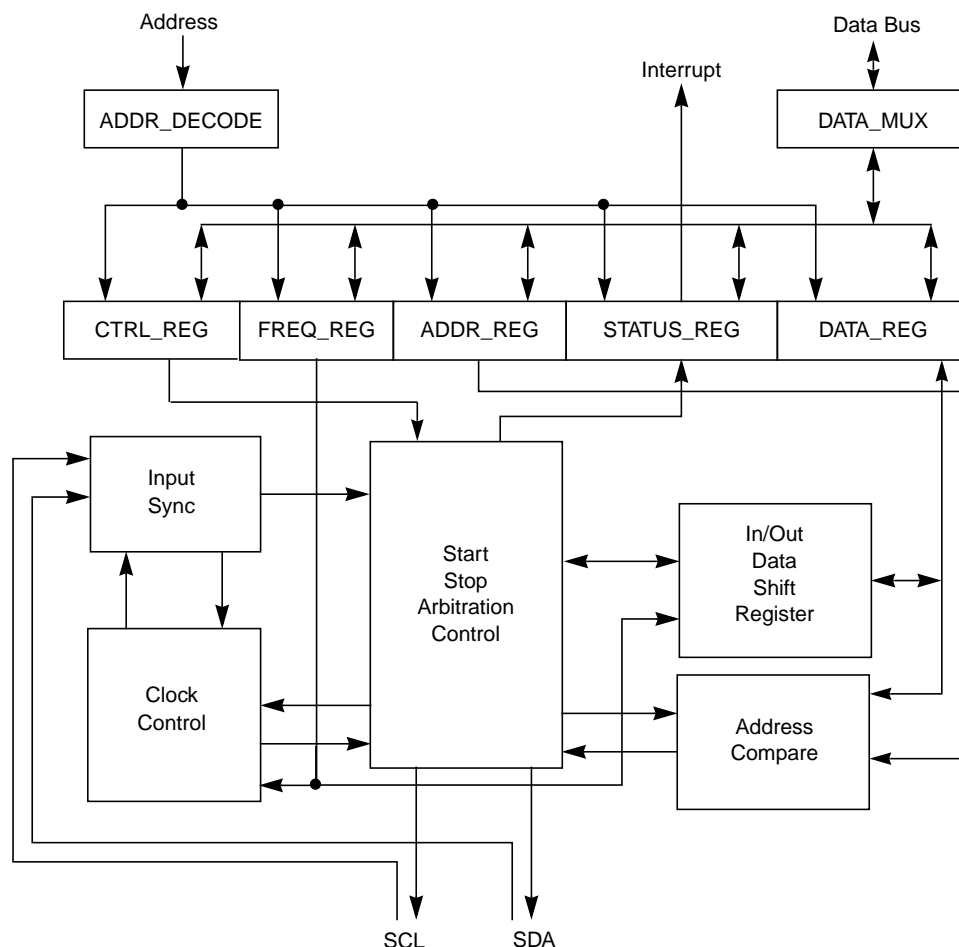 Address
Data Bus
Interrupt
ADDR_DECODE
DATA_MUX
CTRL_REG
FREQ_REG
ADDR_REG
STATUS_REG
DATA_REG
Input
Sync
Start
Stop
Arbitration
Control
In/Out
Data
Shift
Register
Clock
Control
Address
Compare
SCL
SDA